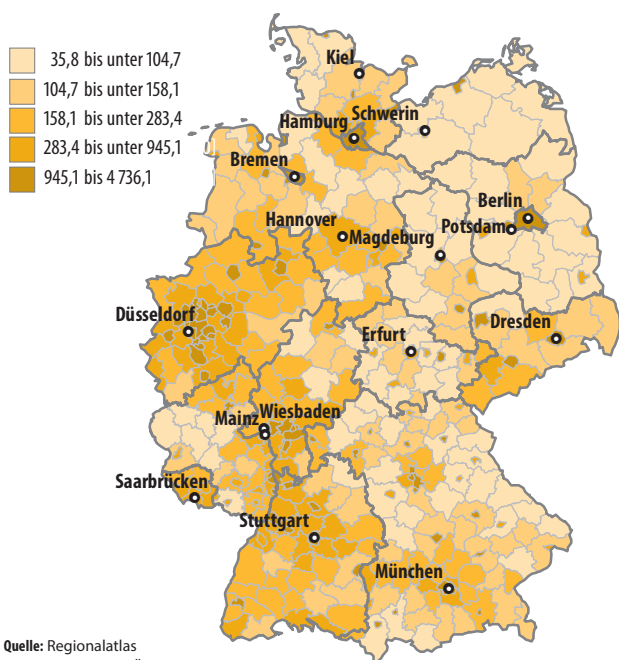 35,8 bis unter 104,7
104,7 bis unter 158,1
158,1 bis unter 283,4
283,4 bis unter 945,1
945,1 bis 4 736,1
Kiel
Hamburg
Schwerin
Bremen
Berlin
Hannover
Potsdam
Magdeburg
Düsseldorf
Dresden
Erfurt
Wiesbaden
Mainz
Saarbrücken
Stuttgart
München
Quelle: Regionalatlas